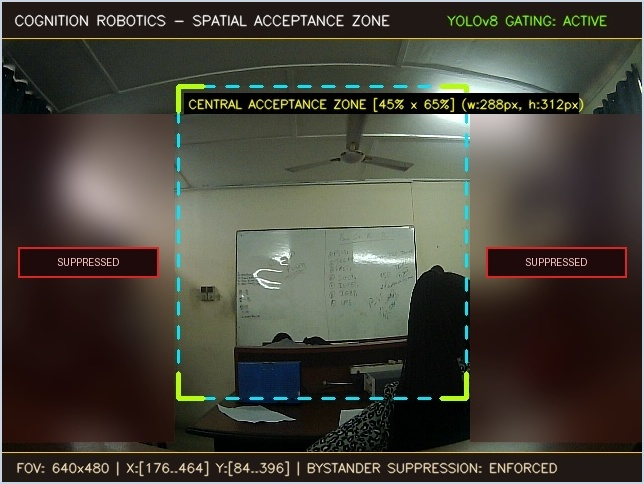 COGNITION ROBOTICS – SPATIAL ACCEPTANCE ZONE
YOLOv8 GATING: ACTIVE
CENTRAL ACCEPTANCE ZONE [45% x 65%] (w:288px, h:312px)
SUPPRESSED
SUPPRESSED
FOV: 640x480 | X:[176..464] Y:[84..396] | BYSTANDER SUPPRESSION: ENFORCED